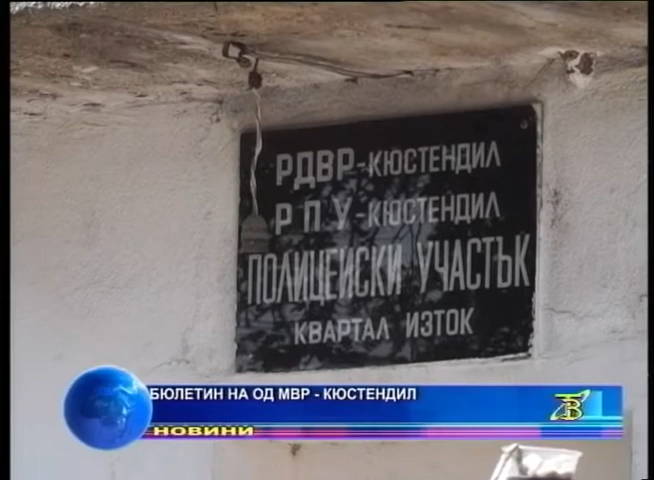 РДВР-КЮСТЕНДИЛ
РПУ-КЮСТЕНДИЛ
ПОЛИЦЕЙСКИ УЧАСТЪК
КВАРТАЛ ИЗТОК
БЮЛЕТИН НА ОД МВР - КЮСТЕНДИЛ
НОВИНИ